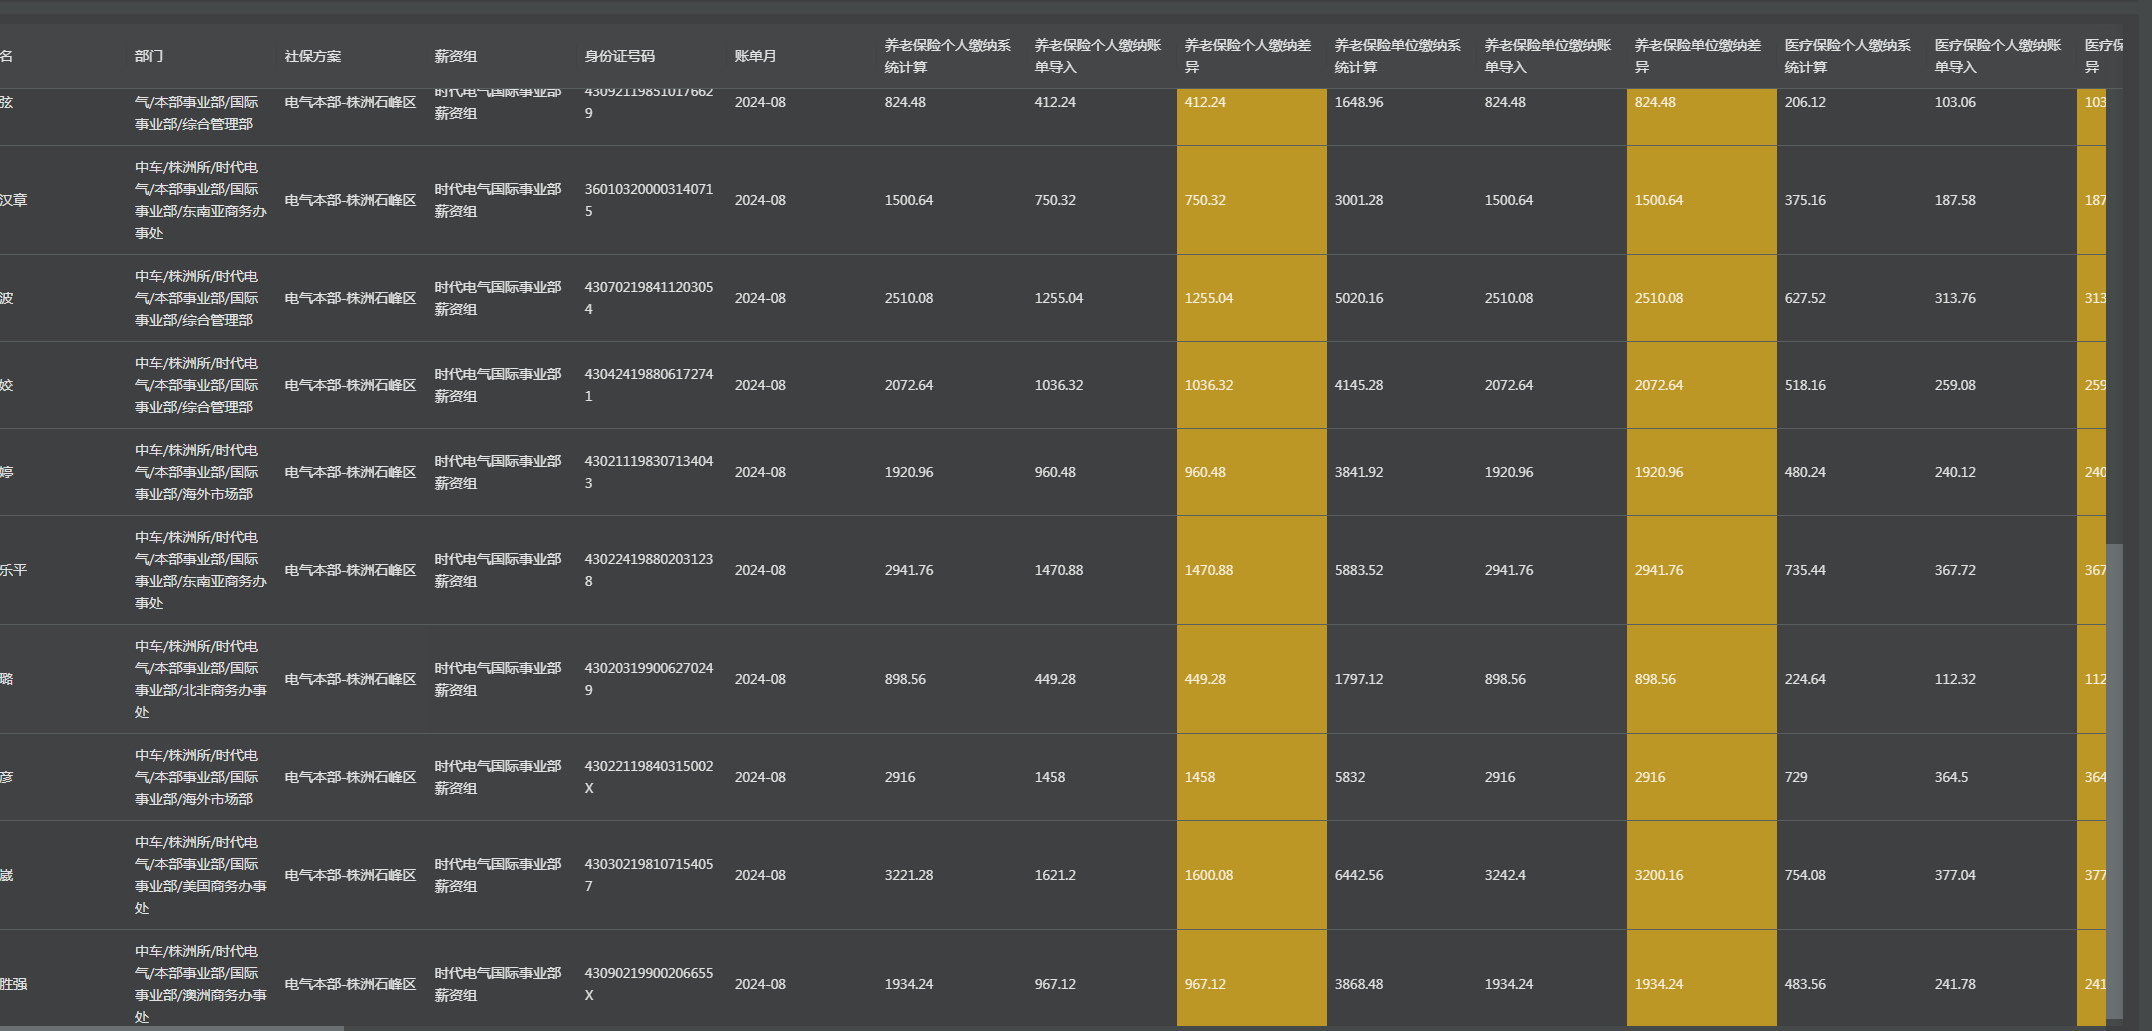 名 部门 社保方案 薪资组 身份证号码 账单月 养老保险个人缴纳系 养老保险个人缴纳账 养老保险个人缴纳差 养老保险单位缴纳系 养老保险单位缴纳账 养老保险单位缴纳差 医疗保险个人缴纳系 医疗保险个人缴纳账 医疗保
统计算 单导入 异 统计算 单导入 异 统计算 单导入 异
时代电气国际事业部 43092119851017662
弦 气/本部事业部/国际 电气本部-株洲石峰区 2024-08 824.48 412.24 412.24 1648.96 824.48 824.48 206.12 103.06 103
薪资组 9
事业部/综合管理部
中车/株洲所/时代电
气/本部事业部/国际 时代电气国际事业部 36010320000314071
汉章 电气本部-株洲石峰区 2024-08 1500.64 750.32 750.32 3001.28 1500.64 1500.64 375.16 187.58 187
事业部/东南亚商务办 薪资组 5
事处
中车/株洲所/时代电
时代电气国际事业部 43070219841120305
波 气/本部事业部/国际 电气本部-株洲石峰区 2024-08 2510.08 1255.04 1255.04 5020.16 2510.08 2510.08 627.52 313.76 313
薪资组 4
事业部/综合管理部
中车/株洲所/时代电
时代电气国际事业部 43042419880617274
姣 气/本部事业部/国际 电气本部-株洲石峰区 2024-08 2072.64 1036.32 1036.32 4145.28 2072.64 2072.64 518.16 259.08 259
薪资组 1
事业部/综合管理部
中车/株洲所/时代电
时代电气国际事业部 43021119830713404
婷 气/本部事业部/国际 电气本部-株洲石峰区 2024-08 1920.96 960.48 960.48 3841.92 1920.96 1920.96 480.24 240.12 240
薪资组 3
事业部/海外市场部
中车/株洲所/时代电
气/本部事业部/国际 时代电气国际事业部 43022419880203123
乐平 电气本部-株洲石峰区 2024-08 2941.76 1470.88 1470.88 5883.52 2941.76 2941.76 735.44 367.72 367
事业部/东南亚商务办 薪资组 8
事处
中车/株洲所/时代电
气/本部事业部/国际 时代电气国际事业部 43020319900627024
璐 电气本部-株洲石峰区 2024-08 898.56 449.28 449.28 1797.12 898.56 898.56 224.64 112.32 112
事业部/北非商务办事 薪资组 9
处
中车/株洲所/时代电
时代电气国际事业部 43022119840315002
彦 气/本部事业部/国际 电气本部-株洲石峰区 2024-08 2916 1458 1458 5832 2916 2916 729 364.5 364
薪资组 X
事业部/海外市场部
中车/株洲所/时代电
气/本部事业部/国际 时代电气国际事业部 43030219810715405
崴 电气本部-株洲石峰区 2024-08 3221.28 1621.2 1600.08 6442.56 3242.4 3200.16 754.08 377.04 377
事业部/美国商务办事 薪资组 7
处
中车/株洲所/时代电
气/本部事业部/国际 时代电气国际事业部 43090219900206655
胜强 电气本部-株洲石峰区 2024-08 1934.24 967.12 967.12 3868.48 1934.24 1934.24 483.56 241.78 241
事业部/澳洲商务办事 薪资组 X
处